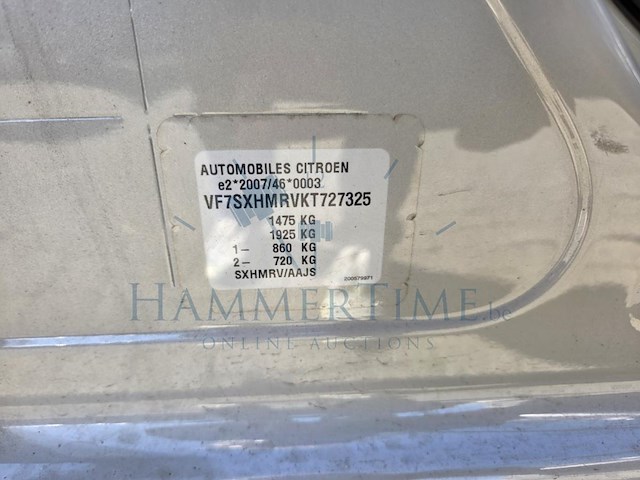 AUTOMOBILES CITROEN
e2*2007/46*0003
VF7SXHMRVKT727325
1475 KG
1925 KG
1- 860 KG
2- 720 KG
SXHMRV/AAJS
HAMMERTIME.be
ONLINE AUCTIONS